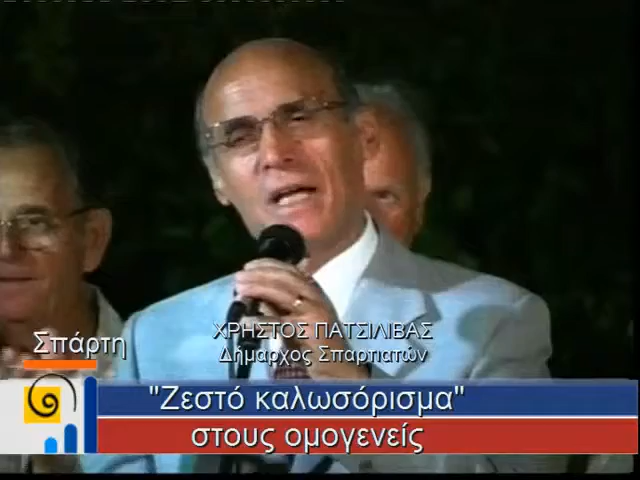 Σπάρτη
ΧΡΗΣΤΟΣ ΠΑΤΣΙΛΙΒΑΣ
Δήμαρχος Σπαρτιατών
"Ζεστό καλωσόρισμα"
στους ομογενείς